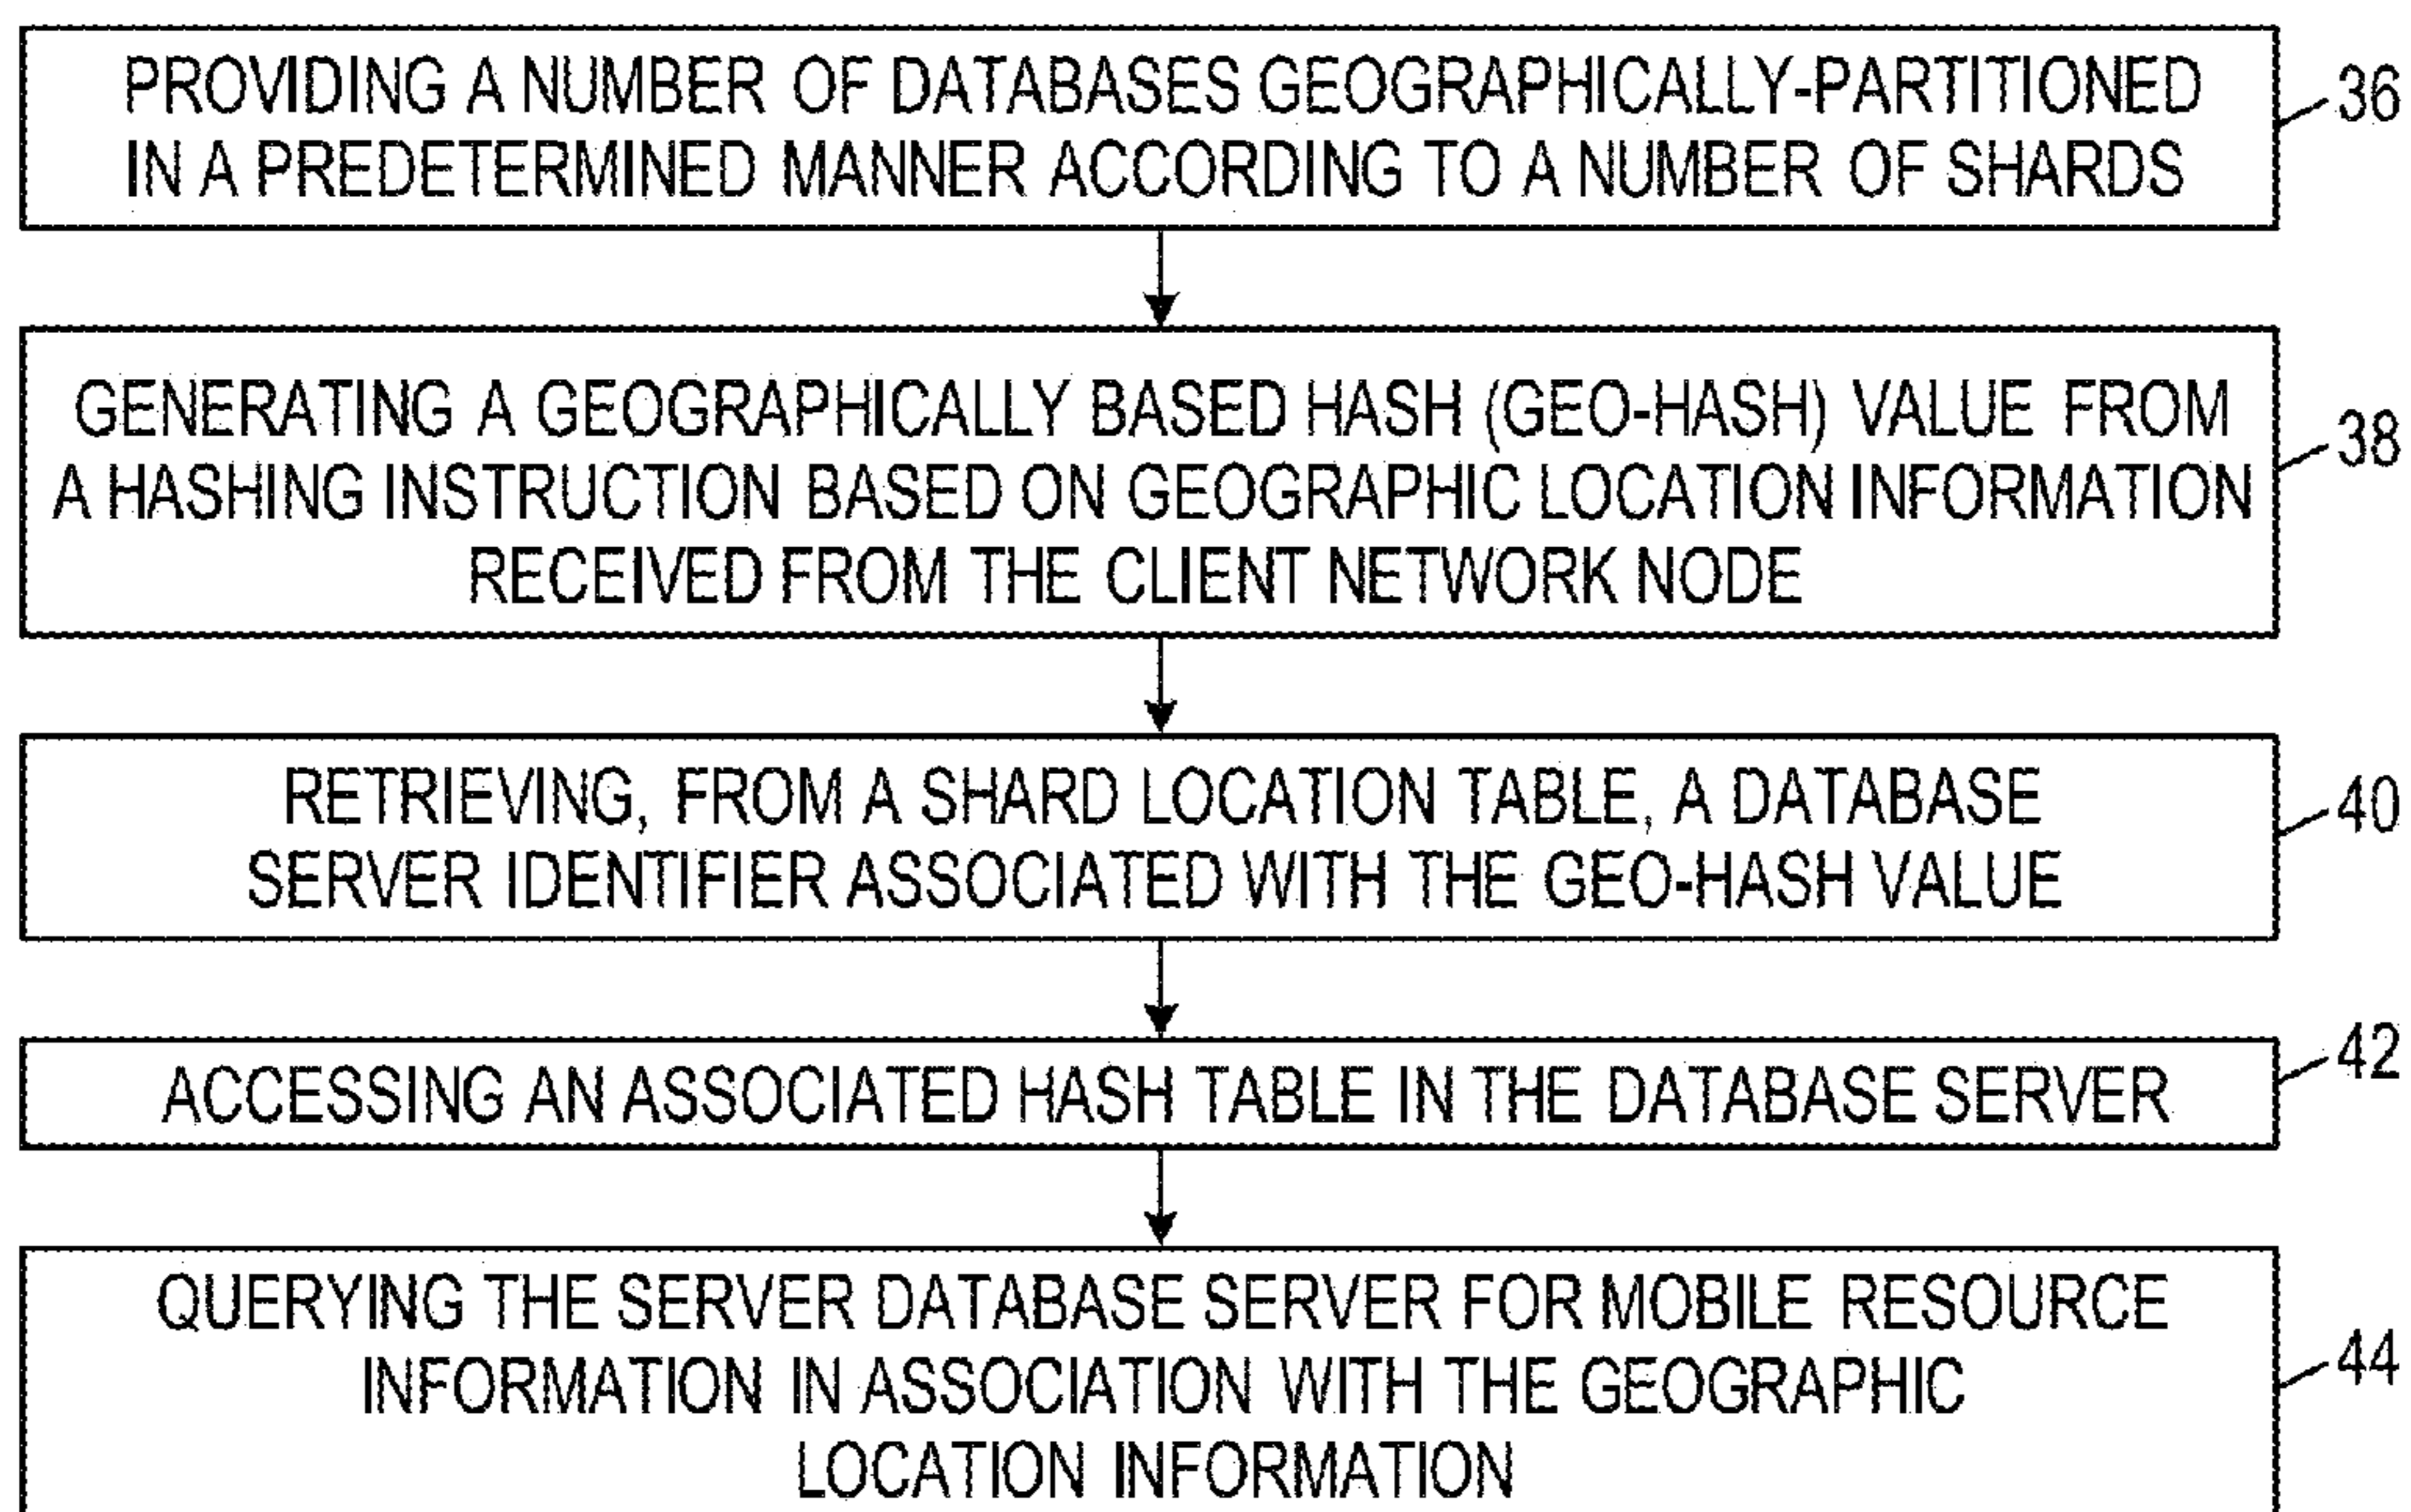 PROVIDING A NUMBER OF DATABASES GEOGRAPHICALLY-PARTITIONED
IN A PREDETERMINED MANNER ACCORDING TO A NUMBER OF SHARDS
36
GENERATING A GEOGRAPHICALLY BASED HASH (GEO-HASH) VALUE FROM
A HASHING INSTRUCTION BASED ON GEOGRAPHIC LOCATION INFORMATION
RECEIVED FROM THE CLIENT NETWORK NODE
38
RETRIEVING, FROM A SHARD LOCATION TABLE, A DATABASE
SERVER IDENTIFIER ASSOCIATED WITH THE GEO-HASH VALUE
40
ACCESSING AN ASSOCIATED HASH TABLE IN THE DATABASE SERVER
42
QUERYING THE SERVER DATABASE SERVER FOR MOBILE RESOURCE
INFORMATION IN ASSOCIATION WITH THE GEOGRAPHIC
LOCATION INFORMATION
44